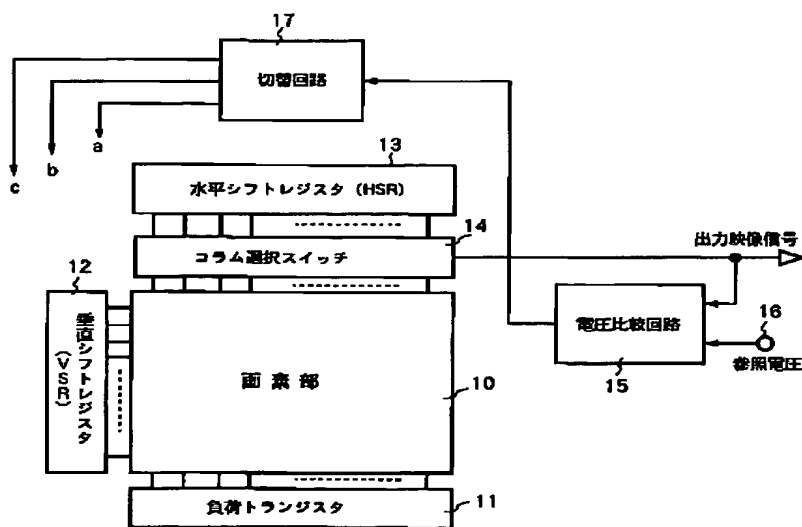 17
切替回路
c
b
a
13
水平シフトレジスタ (HSR)
14
コラム選択スイッチ
出力映像信号
12
垂直シフトレジスタ
(VSR)
電圧比較回路
16
参照電圧
15
画素部
10
負荷トランジスタ
11